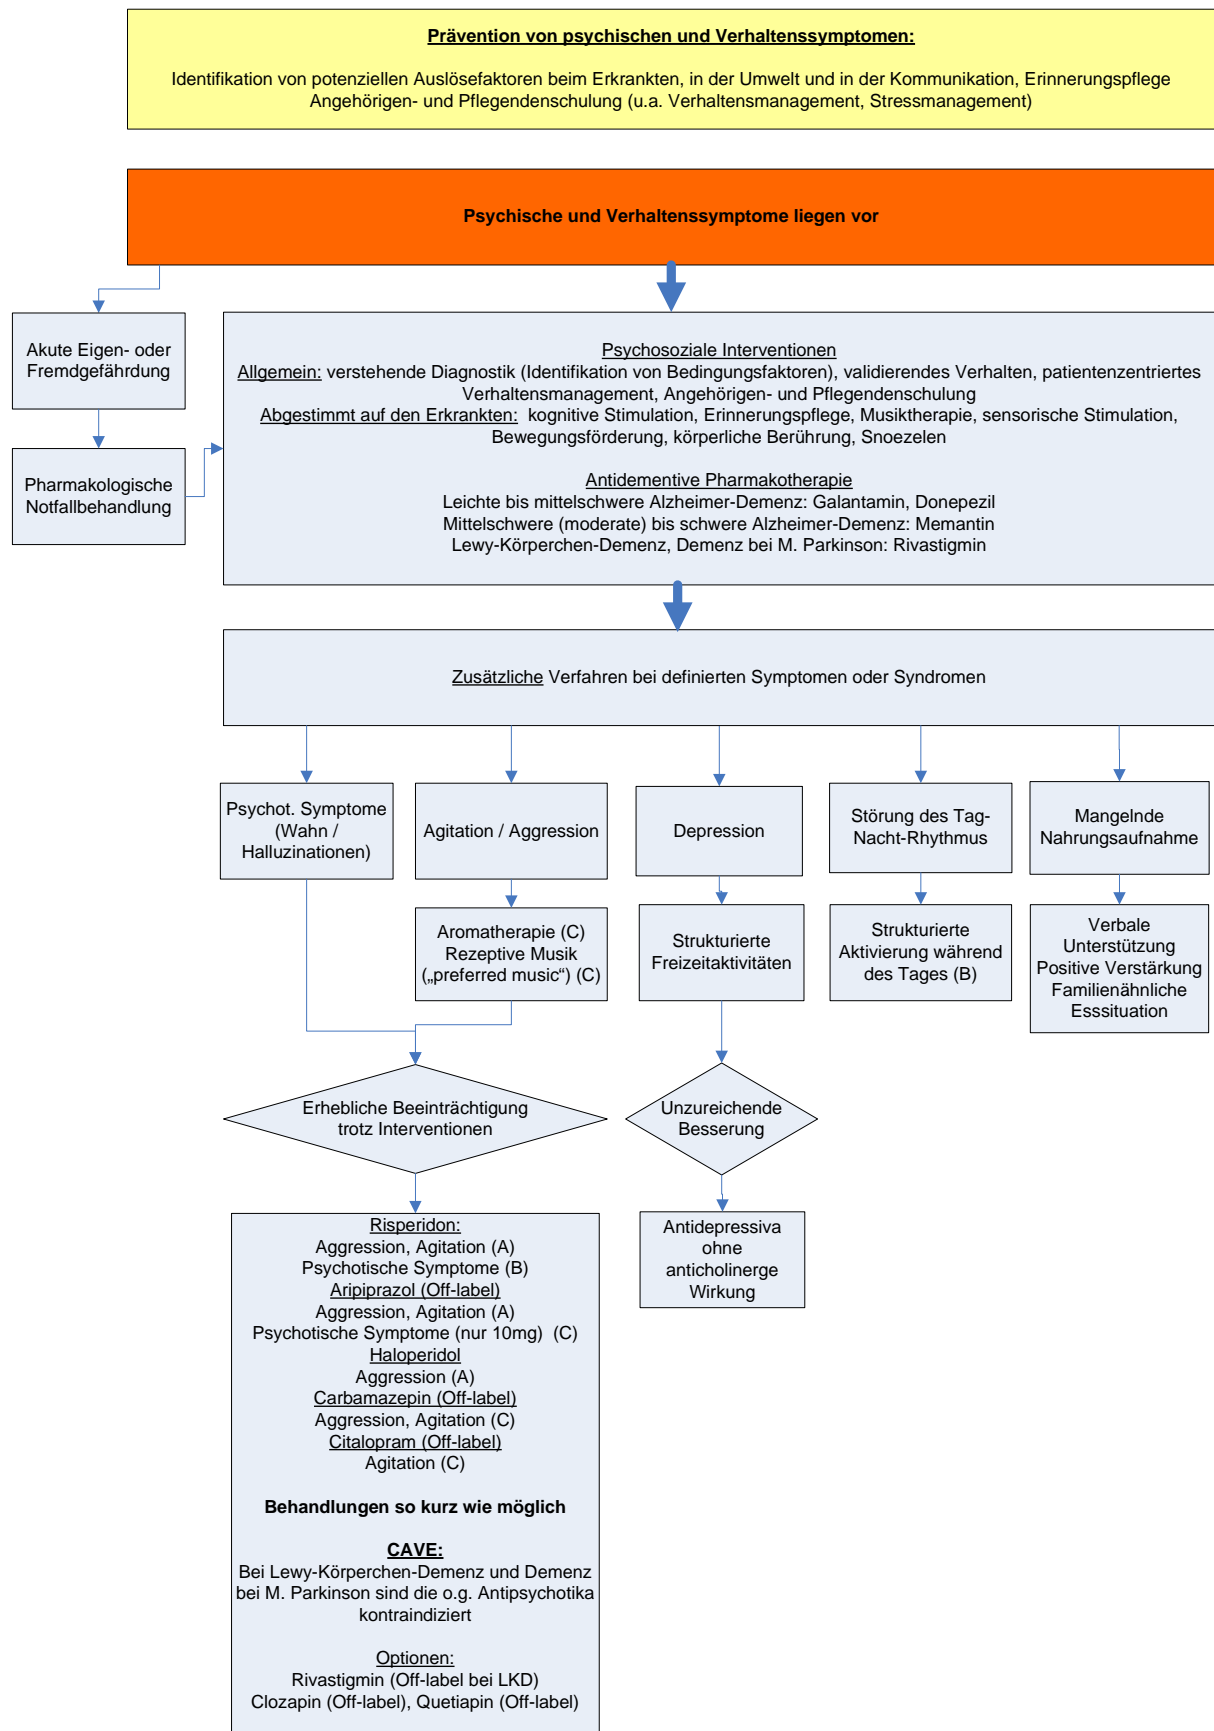 Prävention von psychischen und Verhaltenssymptomen:
Identifikation von potenziellen Auslösefaktoren beim Erkrankten, in der Umwelt und in der Kommunikation, Erinnerungspflege
Angehörigen- und Pflegendenschulung (u.a. Verhaltensmanagement, Stressmanagement)
Psychische und Verhaltenssymptome liegen vor
Akute Eigen- oder
Fremdgefährdung
Pharmakologische
Notfallbehandlung
Psychosoziale Interventionen
Allgemein: verstehende Diagnostik (Identifikation von Bedingungsfaktoren), validierendes Verhalten, patientenzentriertes
Verhaltensmanagement, Angehörigen- und Pflegendenschulung
Abgestimmt auf den Erkrankten: kognitive Stimulation, Erinnerungspflege, Musiktherapie, sensorische Stimulation,
Bewegungsförderung, körperliche Berührung, Snoezelen
Antidementive Pharmakotherapie
Leichte bis mittelschwere Alzheimer-Demenz: Galantamin, Donepezil
Mittelschwere (moderate) bis schwere Alzheimer-Demenz: Memantin
Lewy-Körperchen-Demenz, Demenz bei M. Parkinson: Rivastigmin
Zusätzliche Verfahren bei definierten Symptomen oder Syndromen
Psychot. Symptome
(Wahn /
Halluzinationen)
Agitation / Aggression
Depression
Störung des Tag-
Nacht-Rhythmus
Mangelnde
Nahrungsaufnahme
Aromatherapie (C)
Rezeptive Musik
(„preferred music“) (C)
Strukturierte
Freizeitaktivitäten
Strukturierte
Aktivierung während
des Tages (B)
Verbale
Unterstützung
Positive Verstärkung
Familienähnliche
Esssituation
Erhebliche Beeinträchtigung
trotz Interventionen
Unzureichende
Besserung
Risperidon:
Aggression, Agitation (A)
Psychotische Symptome (B)
Aripiprazol (Off-label)
Aggression, Agitation (A)
Psychotische Symptome (nur 10mg) (C)
Haloperidol
Aggression (A)
Carbamazepin (Off-label)
Aggression, Agitation (C)
Citalopram (Off-label)
Agitation (C)
Behandlungen so kurz wie möglich
CAVE:
Bei Lewy-Körperchen-Demenz und Demenz
bei M. Parkinson sind die o.g. Antipsychotika
kontraindiziert
Optionen:
Rivastigmin (Off-label bei LKD)
Clozapin (Off-label), Quetiapin (Off-label)
Antidepressiva
ohne
anticholinerge
Wirkung